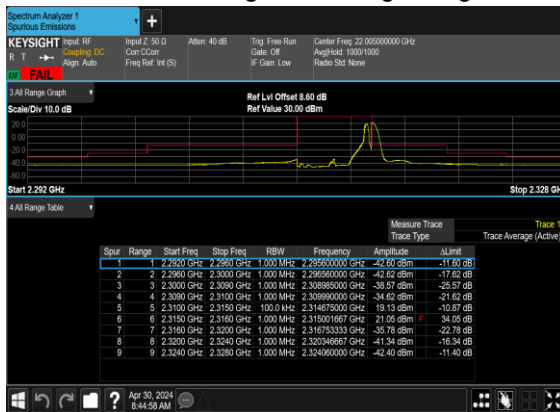 Spectrum Analyzer 1
Spurious Emissions
KEYSIGHT Input: RF Input Z: 50 Ω Atten: 40 dB Trig: Free Run Center Freq: 22.005000000 GHz
R T Coupling: DC Corr CCorr Gate: Off Avg|Hold: 1000/1000
Align: Auto Freq Ref: Int (S) IF Gain: Low Radio Std: None
FAIL
3 All Range Graph
Ref Lvl Offset 8.60 dB
Scale/Div 10.0 dB Ref Value 30.00 dBm
20.0
0.00
-20.0
-40.0
-60.0
Start 2.292 GHz Stop 2.328 GH
4 All Range Table
Measure Trace Trace 1
Trace Type Trace Average (Active)
Spur Range Start Freq Stop Freq RBW Frequency Amplitude ΔLimit
1 1 2.2920 GHz 2.2960 GHz 1.000 MHz 2.295600000 GHz -42.60 dBm -11.60 dB
2 2 2.2960 GHz 2.3000 GHz 1.000 MHz 2.296560000 GHz -42.62 dBm -17.62 dB
3 3 2.3000 GHz 2.3090 GHz 1.000 MHz 2.308985000 GHz -38.57 dBm -25.57 dB
4 4 2.3090 GHz 2.3100 GHz 1.000 MHz 2.309990000 GHz -34.62 dBm -21.62 dB
5 5 2.3100 GHz 2.3150 GHz 100.0 kHz 2.314675000 GHz 19.13 dBm -10.87 dB
6 6 2.3150 GHz 2.3160 GHz 1.000 MHz 2.315001667 GHz 21.05 dBm F 34.05 dB
7 7 2.3160 GHz 2.3200 GHz 1.000 MHz 2.316753333 GHz -35.78 dBm -22.78 dB
8 8 2.3200 GHz 2.3240 GHz 1.000 MHz 2.320346667 GHz -41.34 dBm -16.34 dB
9 9 2.3240 GHz 2.3280 GHz 1.000 MHz 2.324060000 GHz -42.40 dBm -11.40 dB
Apr 30, 2024
8:44:58 AM